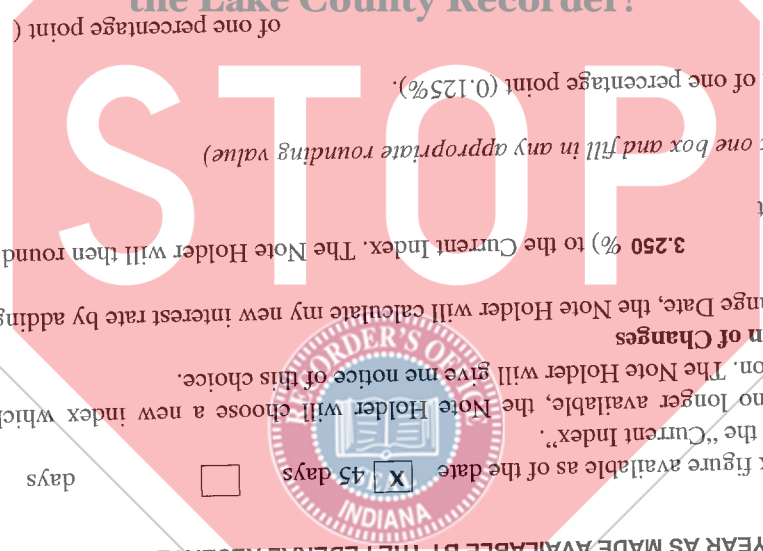 YEAR AS MADE AVAILABLE BY THE FEDERAL
x figure available as of the date X 45 days days
the “Current Index”.
no longer available, the Note Holder will choose a new index which
on. The Note Holder will give me notice of this choice.
n of Changes
nge Date, the Note Holder will calculate my new interest rate by adding
3.250 %) to the Current Index. The Note Holder will then round
t
one box and fill in any appropriate rounding value)
of one percentage point (0.125%).
of one percentage point (
the Lake County Recorder!
STOP
RECORDER'S OFFICE
INDIANA